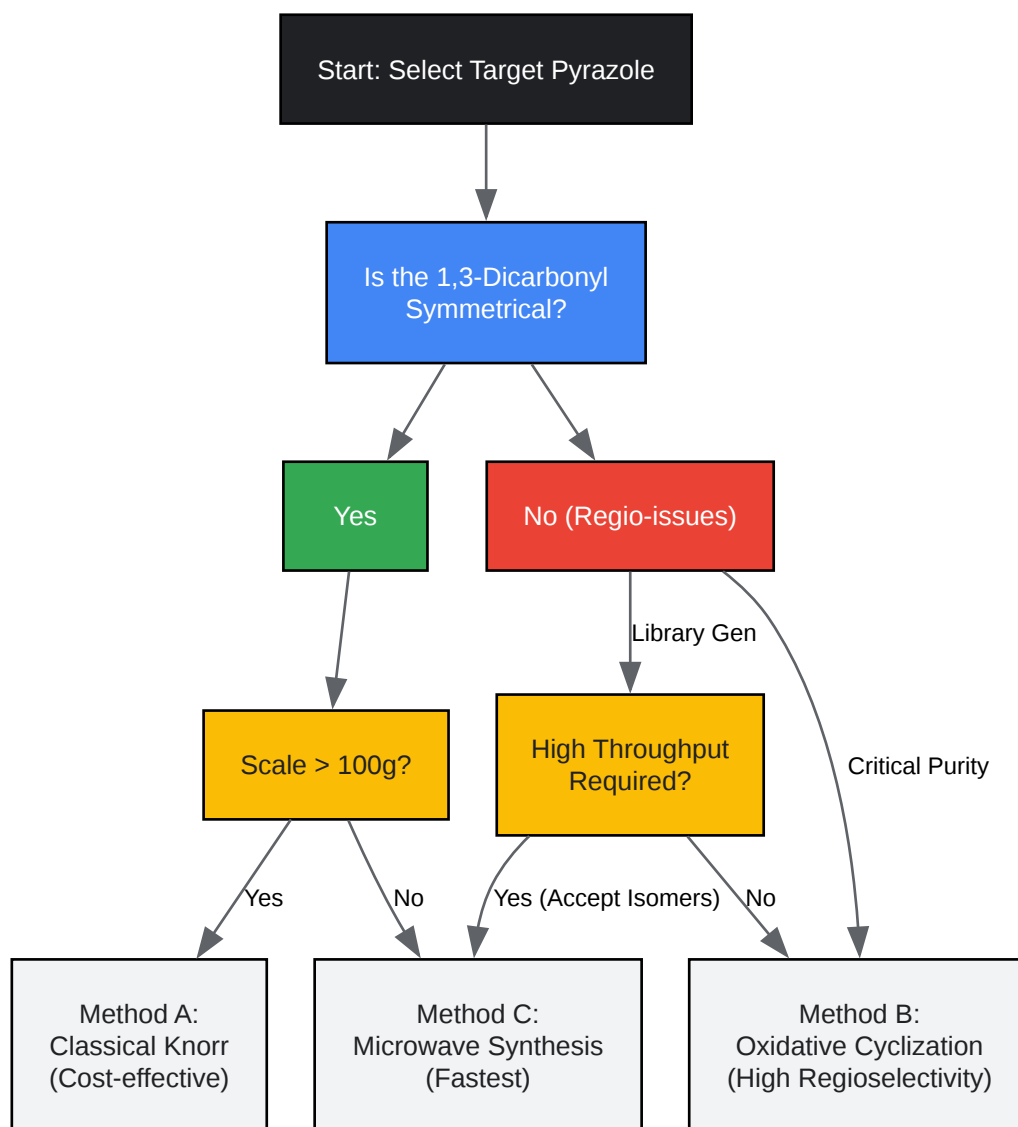 Start: Select Target Pyrazole
Is the 1,3-Dicarbonyl
Symmetrical?
Yes
No (Regio-issues)
Library Gen
Scale > 100g?
High Throughput
Required?
Critical Purity
Yes
No
Yes (Accept Isomers)
No
Method A:
Classical Knorr
(Cost-effective)
Method C:
Microwave Synthesis
(Fastest)
Method B:
Oxidative Cyclization
(High Regioselectivity)